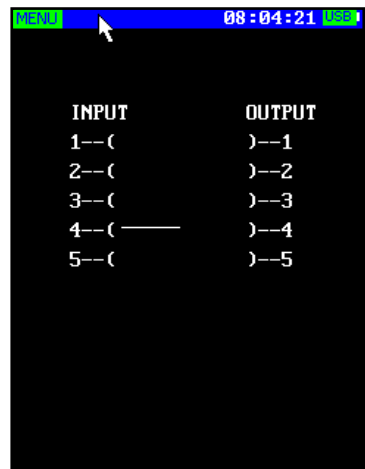 MENU 08:04:21 USB
INPUT OUTPUT
1--( )--1
2--( )--2
3--( )--3
4--( )--4
5--( )--5